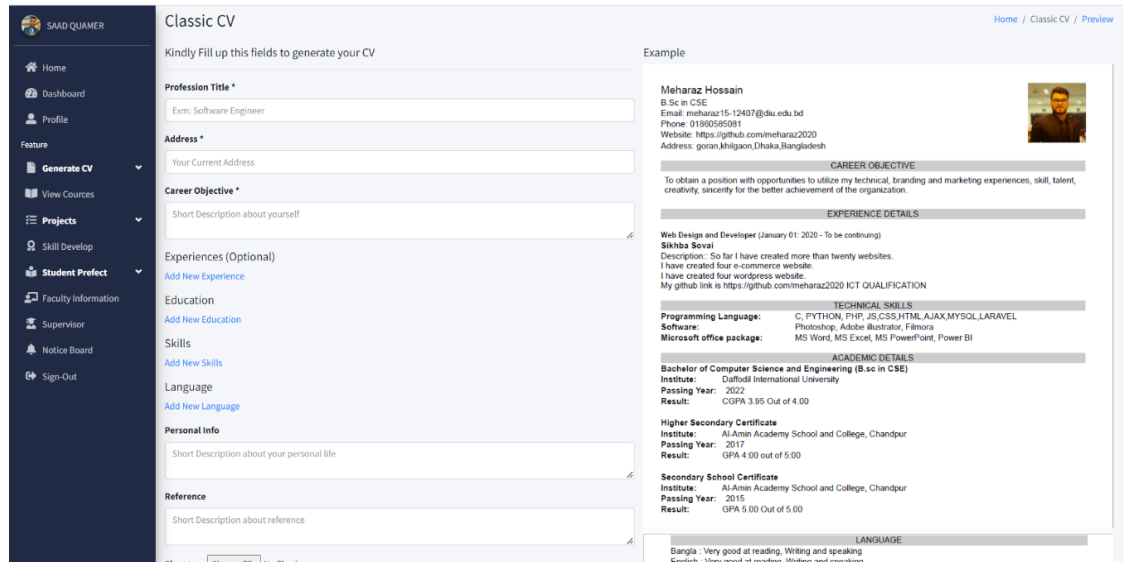 SAAD QUAMER
Home
Dashboard
Profile
Feature
Generate CV
View Cources
Projects
Skill Develop
Student Prefect
Faculty Information
Supervisor
Notice Board
Sign-Out
Classic CV
Home / Classic CV / Preview
Kindly Fill up this fields to generate your CV
Profession Title *
Exm: Software Engineer
Address *
Your Current Address
Career Objective *
Short Description about yourself
Experiences (Optional)
Add New Experience
Education
Add New Education
Skills
Add New Skills
Language
Add New Language
Personal Info
Short Description about your personal life
Reference
Short Description about reference
Example
Meharaz Hossain
B.Sc in CSE
Email: meharaz15-12407@diu.edu.bd
Phone: 01860585081
Website: https://github.com/meharaz2020
Address: goran,khilgaon,Dhaka,Bangladesh
CAREER OBJECTIVE
To obtain a position with opportunities to utilize my technical, branding and marketing experiences, skill, talent,
creativity, sincerity for the better achievement of the organization.
EXPERIENCE DETAILS
Web Design and Developer (January 01: 2020 - To be continuing)
Sikhba Sovai
Description:: So far I have created more than twenty websites.
I have created four e-commerce website.
I have created four wordpress website.
My github link is https://github.com/meharaz2020 ICT QUALIFICATION
TECHNICAL SKILLS
Programming Language: C, PYTHON, PHP, JS,CSS,HTML,AJAX,MYSQL,LARAVEL
Software: Photoshop, Adobe illustrator, Filmora
Microsoft office package: MS Word, MS Excel, MS PowerPoint, Power BI
ACADEMIC DETAILS
Bachelor of Computer Science and Engineering (B.sc in CSE)
Institute: Daffodil International University
Passing Year: 2022
Result: CGPA 3.95 Out of 4.00
Higher Secondary Certificate
Institute: Al-Amin Academy School and College, Chandpur
Passing Year: 2017
Result: GPA 4:00 out of 5:00
Secondary School Certificate
Institute: Al-Amin Academy School and College, Chandpur
Passing Year: 2015
Result: GPA 5.00 Out of 5.00
LANGUAGE
Bangla : Very good at reading, Writing and speaking
English : Very good at reading, Writing and speaking